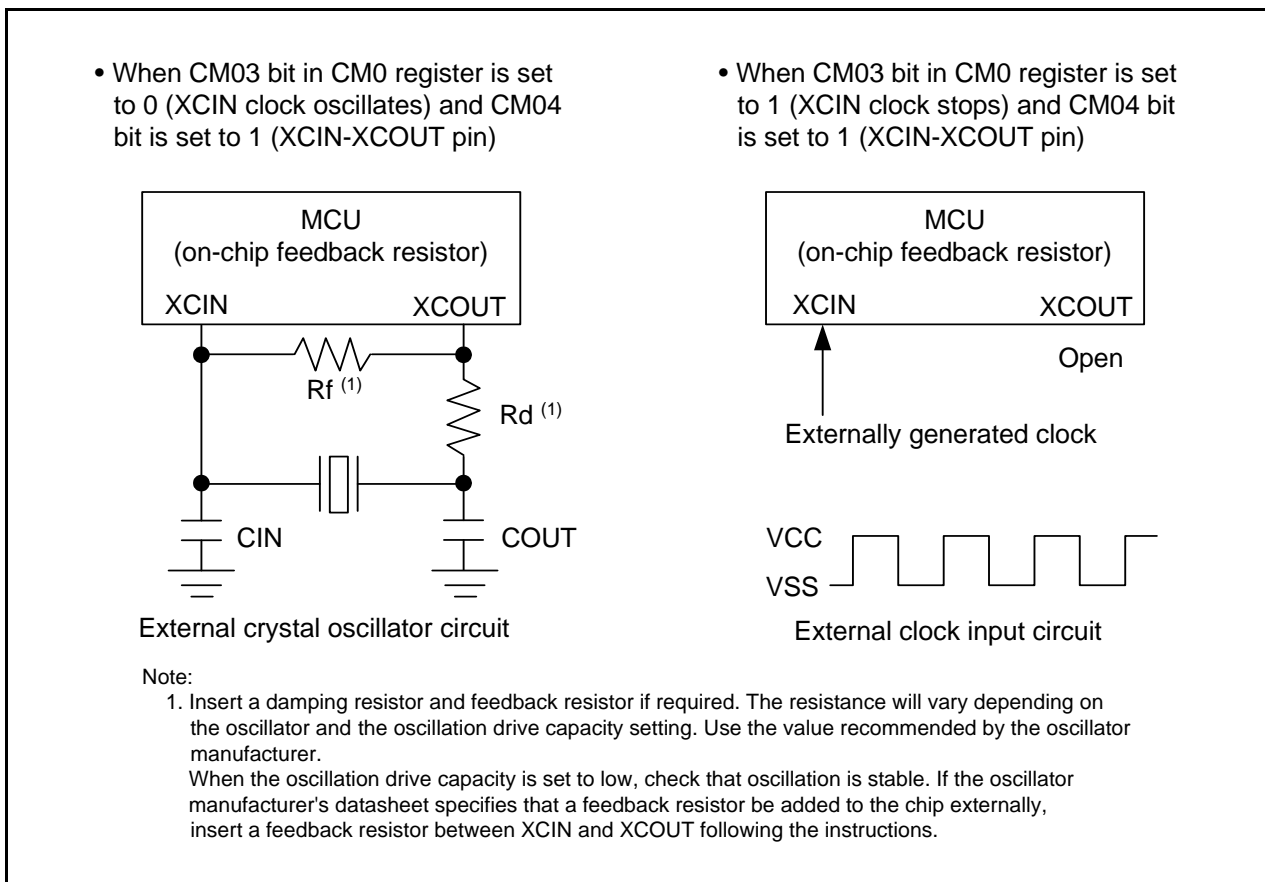 • When CM03 bit in CM0 register is set
to 0 (XCIN clock oscillates) and CM04
bit is set to 1 (XCIN-XCOUT pin)
MCU
(on-chip feedback resistor)
XCIN
XCOUT
Rf (1)
Rd (1)
CIN
COUT
External crystal oscillator circuit
• When CM03 bit in CM0 register is set
to 1 (XCIN clock stops) and CM04 bit
is set to 1 (XCIN-XCOUT pin)
MCU
(on-chip feedback resistor)
XCIN
XCOUT
Open
Externally generated clock
VCC
VSS
External clock input circuit
Note:
1. Insert a damping resistor and feedback resistor if required. The resistance will vary depending on
the oscillator and the oscillation drive capacity setting. Use the value recommended by the oscillator
manufacturer.
When the oscillation drive capacity is set to low, check that oscillation is stable. If the oscillator
manufacturer's datasheet specifies that a feedback resistor be added to the chip externally,
insert a feedback resistor between XCIN and XCOUT following the instructions.